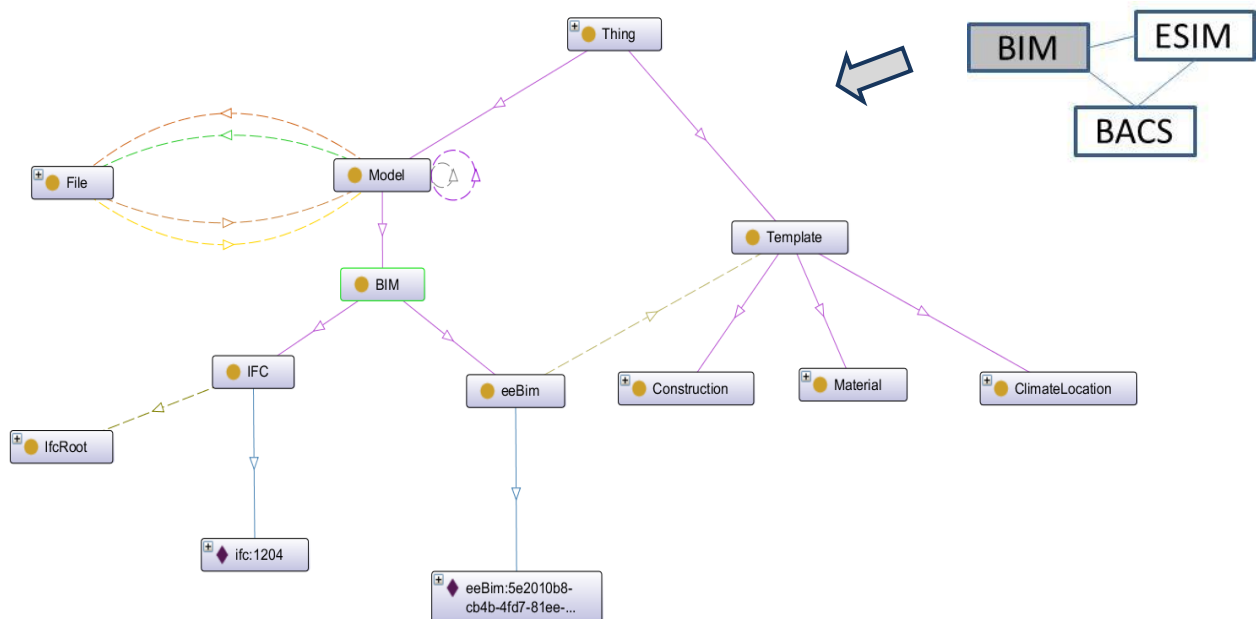 Thing
BIM
ESIM
BACS
File
Model
Template
BIM
IFC
eeBim
Construction
Material
ClimateLocation
IfcRoot
ifc:1204
eeBim:5e2010b8-
cb4b-4fd7-81ee-...